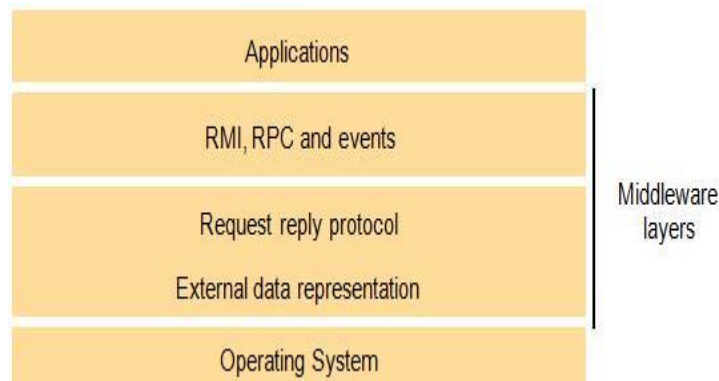 Applications
RMI, RPC and events
Request reply protocol
External data representation
Operating System
Middleware
layers